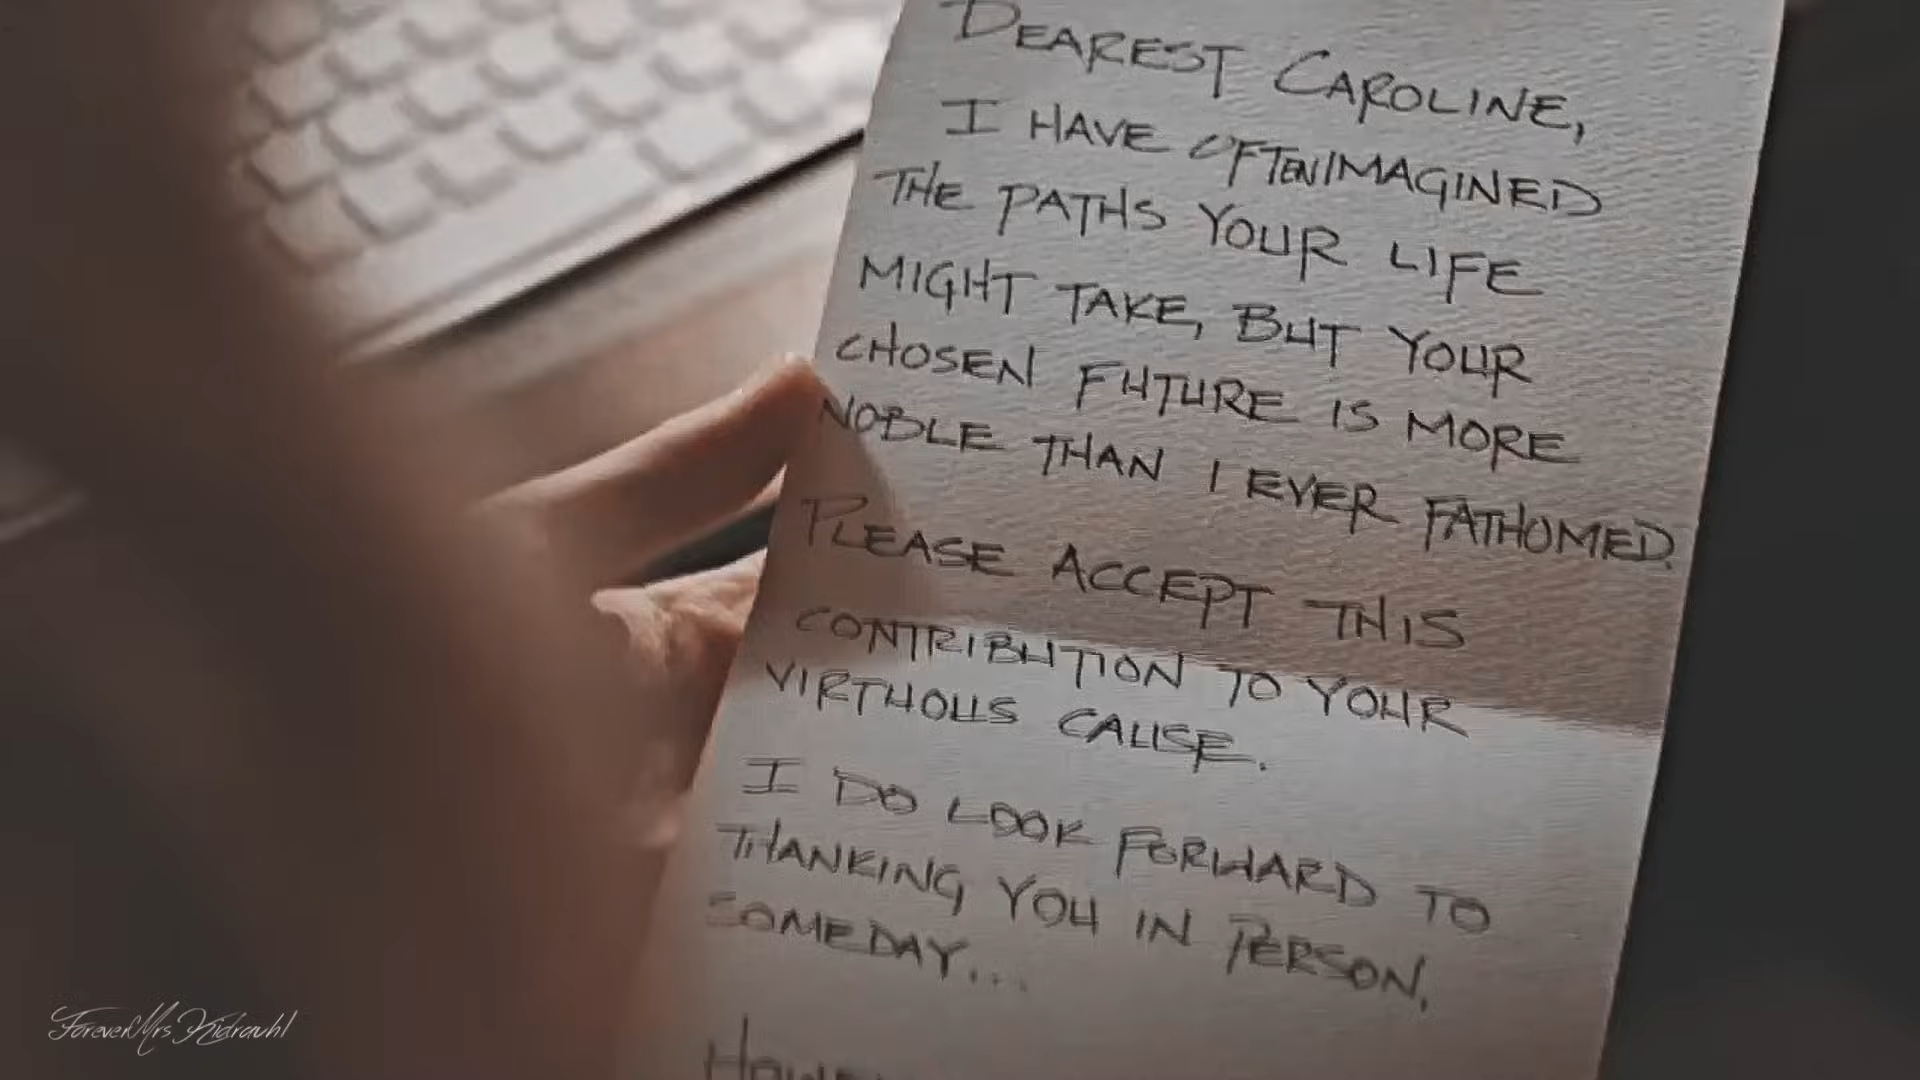 DEAREST CAROLINE,
I HAVE OFTEN IMAGINED
THE PATHS YOUR LIFE
MIGHT TAKE, BUT YOUR
CHOSEN FUTURE IS MORE
NOBLE THAN I EVER FATHOMED.
PLEASE ACCEPT THIS
CONTRIBUTION TO YOUR
VIRTUOUS CAUSE.
I DO LOOK FORWARD TO
THANKING YOU IN PERSON,
SOMEDAY...
ForeverMrsKidrauhl